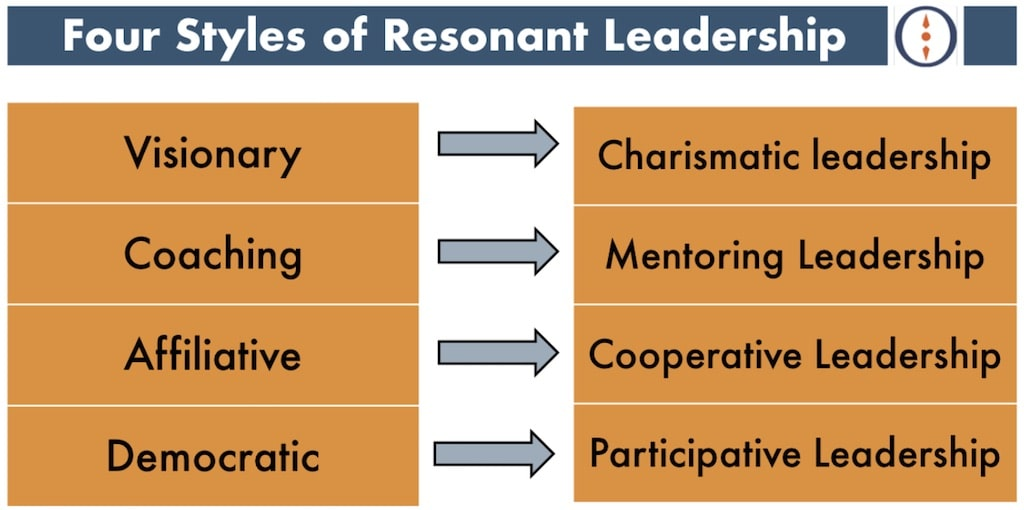 Four Styles of Resonant Leadership
Visionary
Charismatic leadership
Coaching
Mentoring Leadership
Affiliative
Cooperative Leadership
Democratic
Participative Leadership